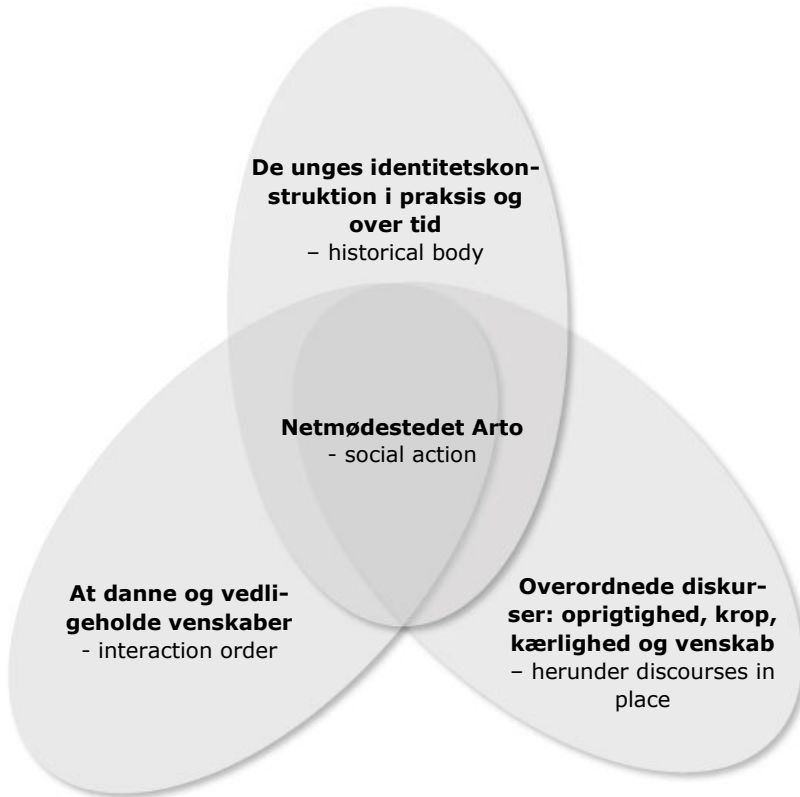 De unges identitetskon-
struktion i praksis og
over tid
– historical body
Netmødestedet Arto
- social action
At danne og vedli-
geholde venskaber
- interaction order
Overordnede diskur-
ser: oprigtighed, krop,
kærlighed og venskab
– herunder discourses in
place